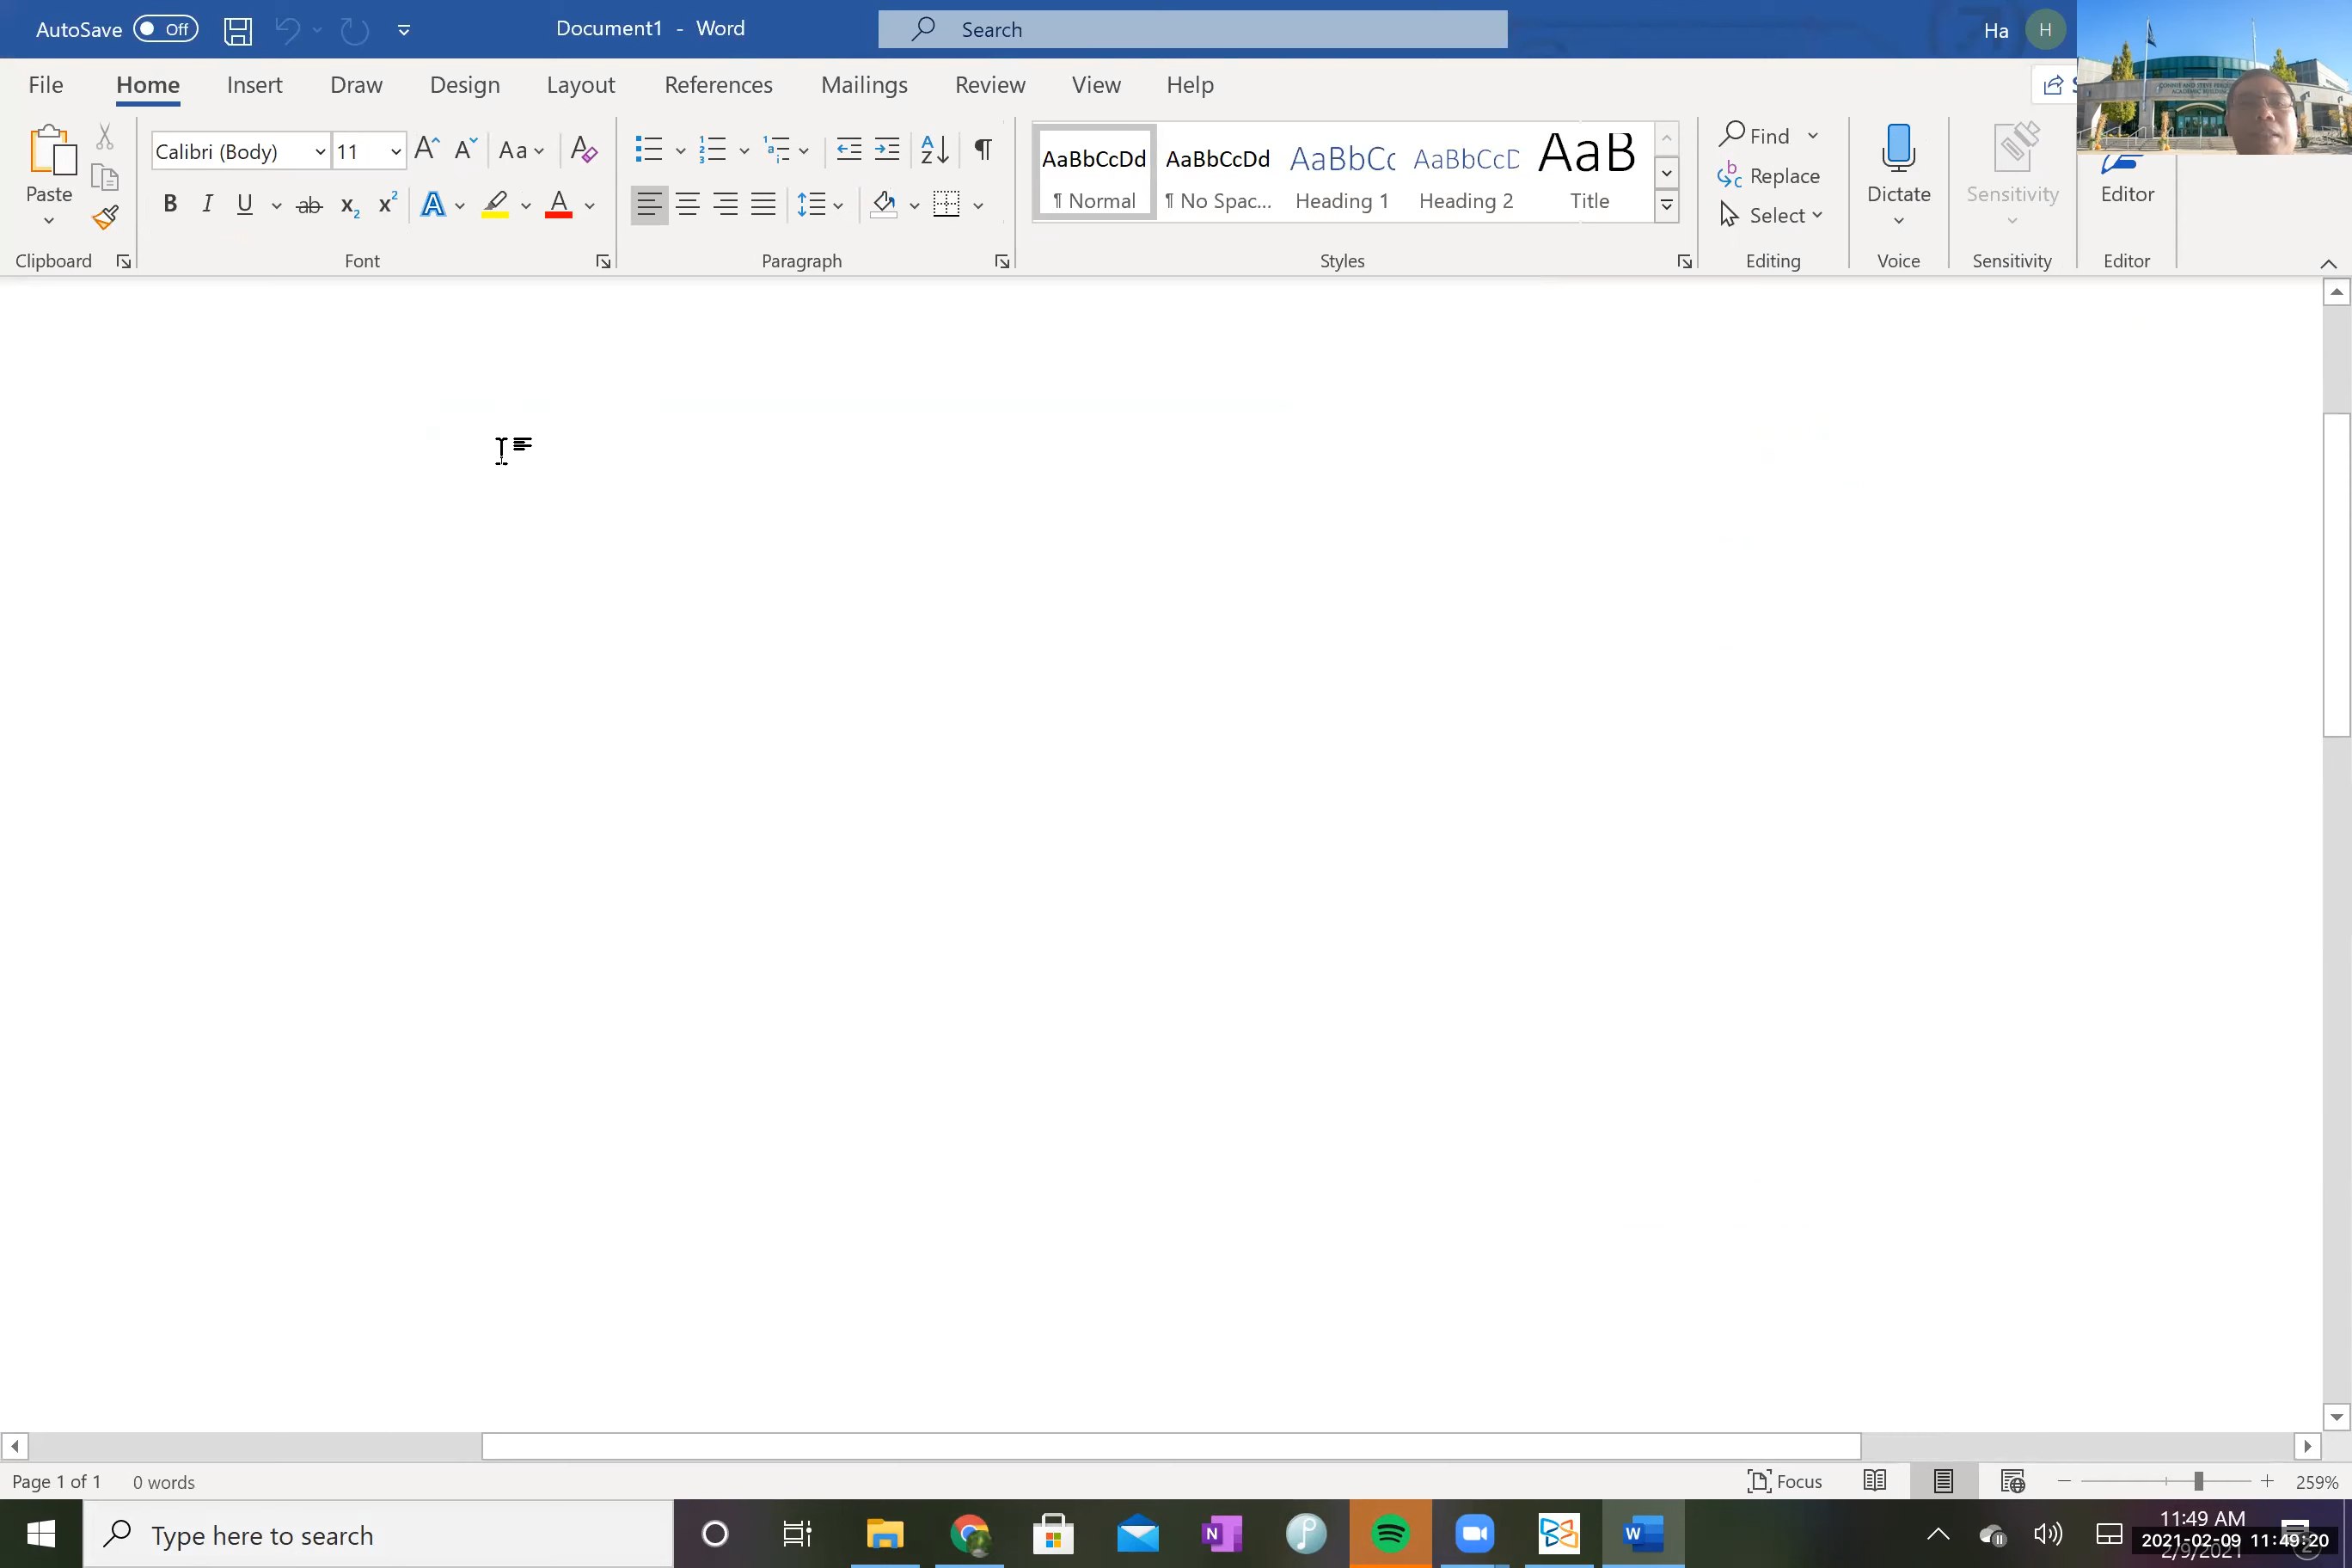 AutoSave Off Document1 - Word Search Ha H
File Home Insert Draw Design Layout References Mailings Review View Help
Calibri (Body) 11 Aa
AaBbCcDd AaBbCcDd AaBbCc AaBbCcD AaB
Find
Replace
Select
Paste
B I U ab x₂ x² A A
¶ Normal ¶ No Spac... Heading 1 Heading 2 Title
Dictate Sensitivity Editor
Clipboard Font Paragraph Styles Editing Voice Sensitivity Editor
Page 1 of 1 0 words Focus 259%
Type here to search
11:49 AM
2021-02-09 11:49:20